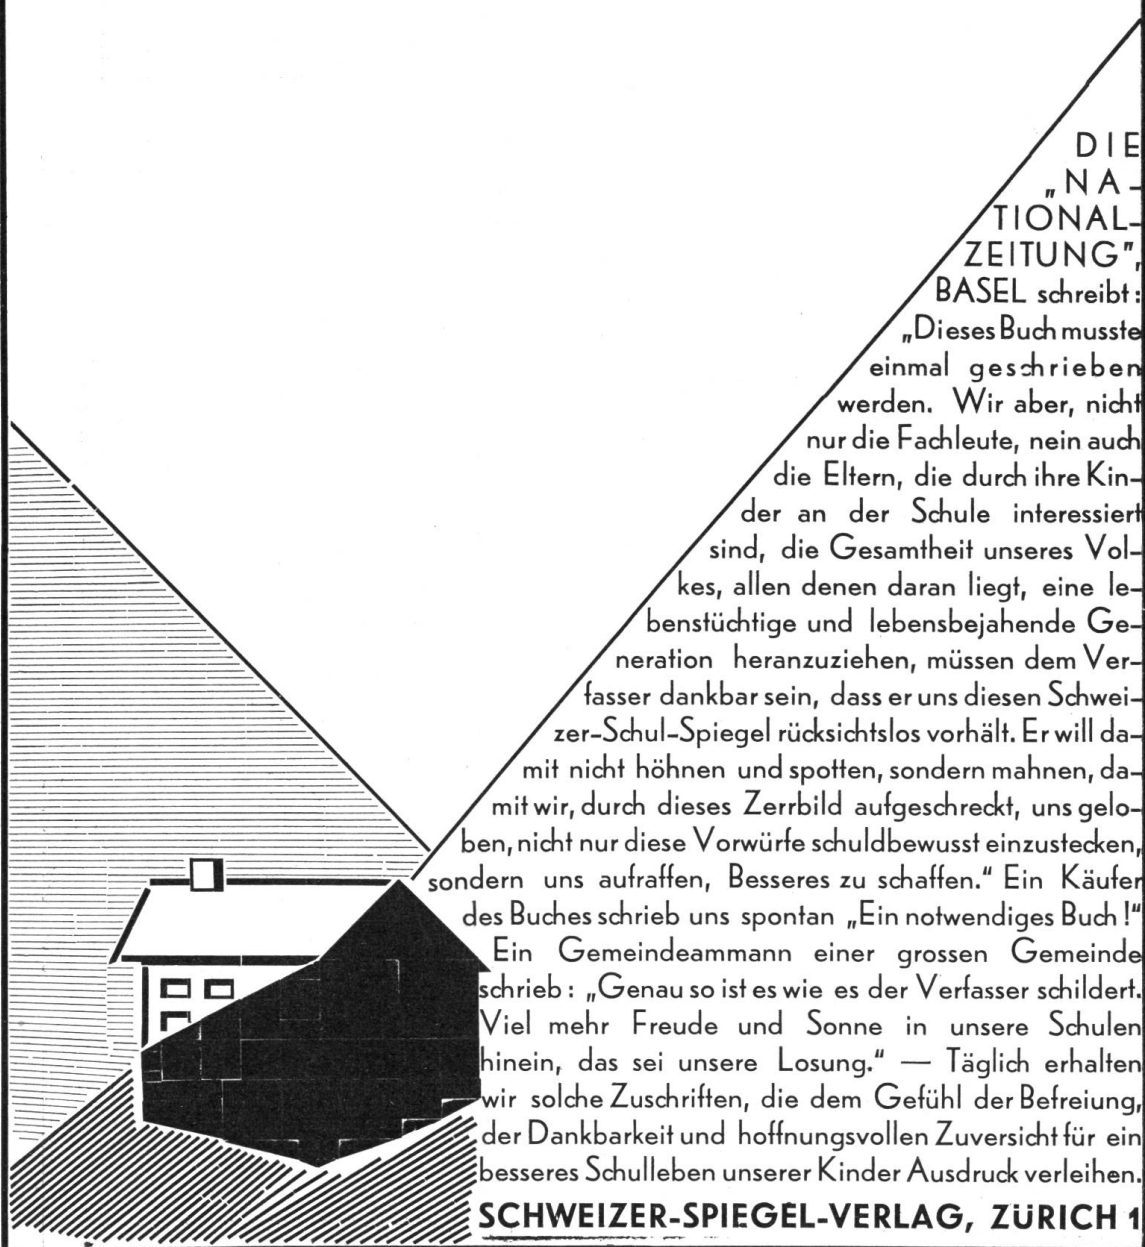 DIE
„NA-
TIONAL-
ZEITUNG",
BASEL schreibt:
„Dieses Buch musste
einmal geschrieben
werden. Wir aber, nicht
nur die Fachleute, nein auch
die Eltern, die durch ihre Kin-
der an der Schule interessiert
sind, die Gesamtheit unseres Vol-
kes, allen denen daran liegt, eine le-
benstüchtige und lebensbejahende Ge-
neration heranzuziehen, müssen dem Ver-
fasser dankbar sein, dass er uns diesen Schwei-
zer-Schul-Spiegel rücksichtslos vorhält. Er will da-
mit nicht höhnen und spotten, sondern mahnen, da-
mit wir, durch dieses Zerrbild aufgeschreckt, uns gelo-
ben, nicht nur diese Vorwürfe schuldbewusst einzustecken,
sondern uns aufraffen, Besseres zu schaffen.“ Ein Käufer
des Buches schrieb uns spontan „Ein notwendiges Buch!“
Ein Gemeindeammann einer grossen Gemeinde
schrieb: „Genau so ist es wie es der Verfasser schildert.
Viel mehr Freude und Sonne in unsere Schulen
hinein, das sei unsere Losung.“ — Täglich erhalten
wir solche Zuschriften, die dem Gefühl der Befreiung,
der Dankbarkeit und hoffnungsvollen Zuversicht für ein
besseres Schulleben unserer Kinder Ausdruck verleihen.
SCHWEIZER-SPIEGEL-VERLAG, ZÜRICH 1